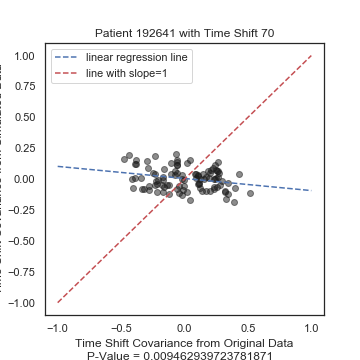 Patient 192641 with Time Shift 70
linear regression line
line with slope=1
1.00
0.75
0.50
0.25
0.00
−0.25
−0.50
−0.75
−1.00
−1.0
−0.5
0.0
0.5
1.0
Time Shift Covariance from Original Data
P-Value = 0.009462939723781871